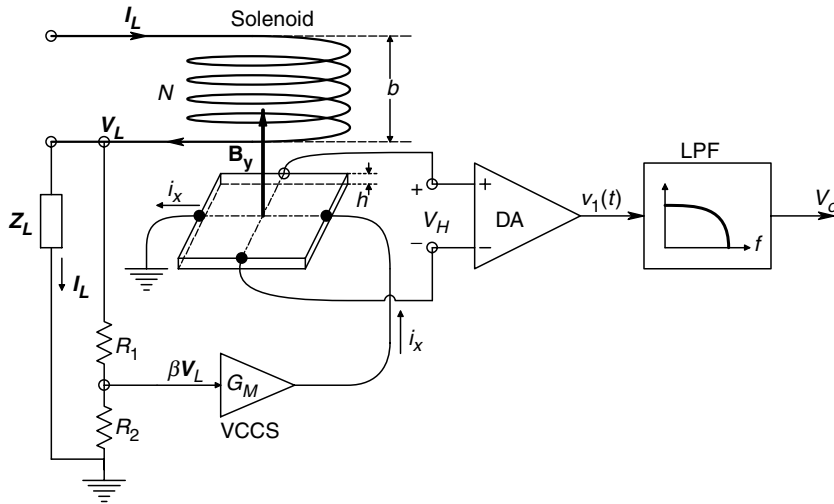 I_L
Solenoid
N
b
V_L
B_y
i_x
h
Z_L
I_L
+
V_H
−
+
DA
−
v_1(t)
LPF
f
V_o
R_1
R_2
βV_L
G_M
VCCS
i_x